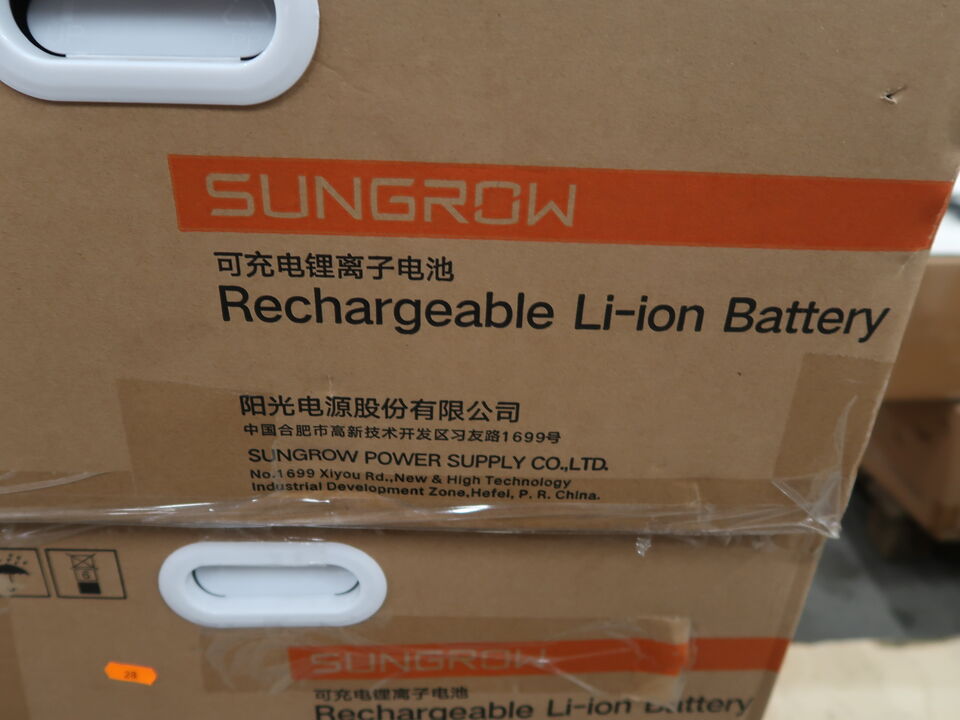 SUNGROW
可充电锂离子电池
Rechargeable Li-ion Battery
阳光电源股份有限公司
中国合肥市高新技术开发区习友路1699号
SUNGROW POWER SUPPLY CO.,LTD.
No.1699 Xiyou Rd.,New & High Technology
Industrial Development Zone,Hefei, P. R. China.
6
28
SUNGROW
可充电锂离子电池
Rechargeable Li-ion Battery